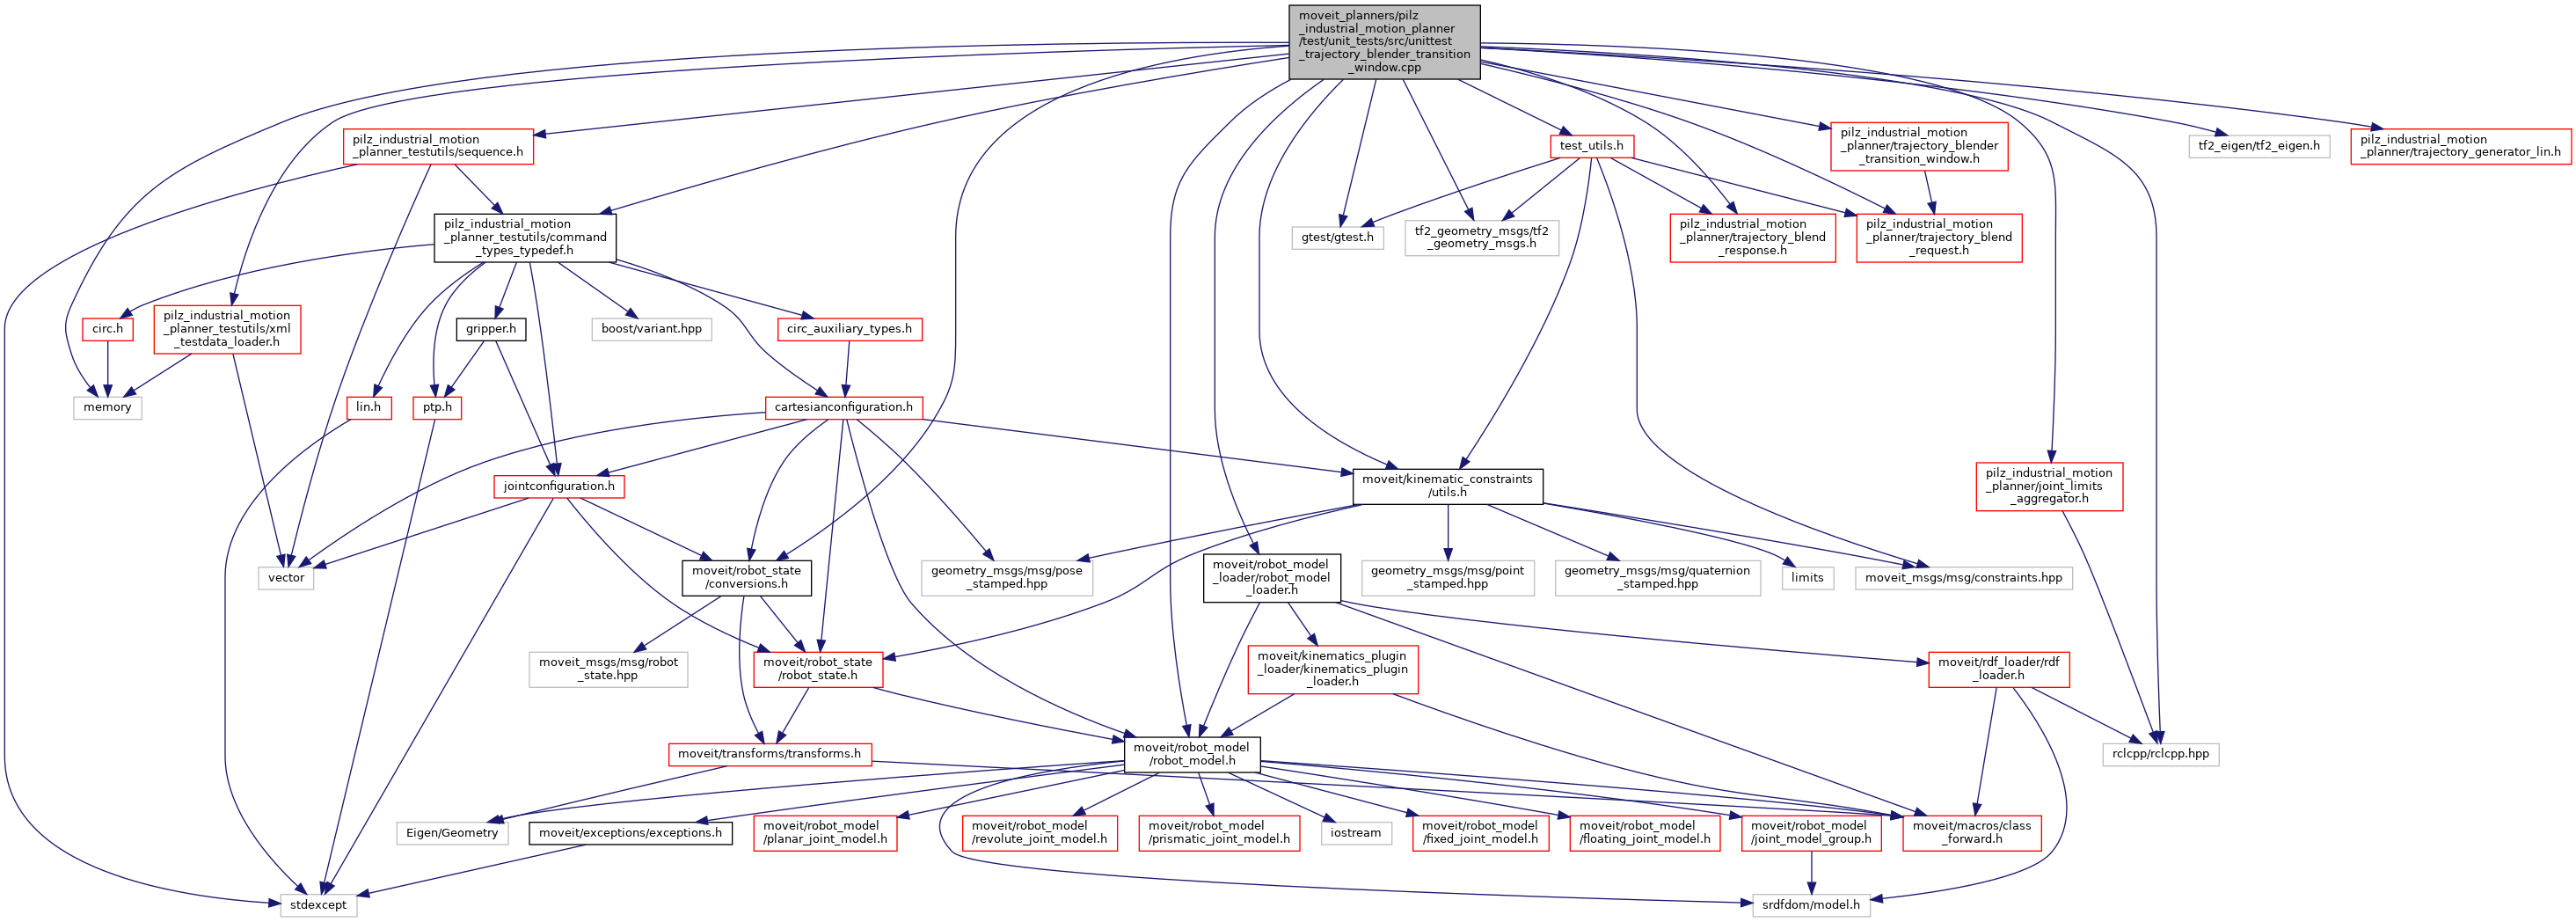 moveit_planners/pilz
_industrial_motion_planner
/test/unit_tests/src/unittest
_trajectory_blender_transition
_window.cpp
pilz_industrial_motion
_planner_testutils/sequence.h
test_utils.h
pilz_industrial_motion
_planner/trajectory_blender
_transition_window.h
tf2_eigen/tf2_eigen.h
pilz_industrial_motion
_planner/trajectory_generator_lin.h
pilz_industrial_motion
_planner_testutils/command
_types_typedef.h
gtest/gtest.h
tf2_geometry_msgs/tf2
_geometry_msgs.h
pilz_industrial_motion
_planner/trajectory_blend
_response.h
pilz_industrial_motion
_planner/trajectory_blend
_request.h
circ.h
pilz_industrial_motion
_planner_testutils/xml
_testdata_loader.h
gripper.h
boost/variant.hpp
circ_auxiliary_types.h
memory
lin.h
ptp.h
cartesianconfiguration.h
jointconfiguration.h
moveit/kinematic_constraints
/utils.h
pilz_industrial_motion
_planner/joint_limits
_aggregator.h
vector
moveit/robot_state
/conversions.h
geometry_msgs/msg/pose
_stamped.hpp
moveit/robot_model
_loader/robot_model
_loader.h
geometry_msgs/msg/point
_stamped.hpp
geometry_msgs/msg/quaternion
_stamped.hpp
limits
moveit_msgs/msg/constraints.hpp
moveit_msgs/msg/robot
_state.hpp
moveit/robot_state
/robot_state.h
moveit/kinematics_plugin
_loader/kinematics_plugin
_loader.h
moveit/rdf_loader/rdf
_loader.h
moveit/transforms/transforms.h
moveit/robot_model
/robot_model.h
rclcpp/rclcpp.hpp
Eigen/Geometry
moveit/exceptions/exceptions.h
moveit/robot_model
/planar_joint_model.h
moveit/robot_model
/revolute_joint_model.h
moveit/robot_model
/prismatic_joint_model.h
iostream
moveit/robot_model
/fixed_joint_model.h
moveit/robot_model
/floating_joint_model.h
moveit/robot_model
/joint_model_group.h
moveit/macros/class
_forward.h
stdexcept
srdfdom/model.h